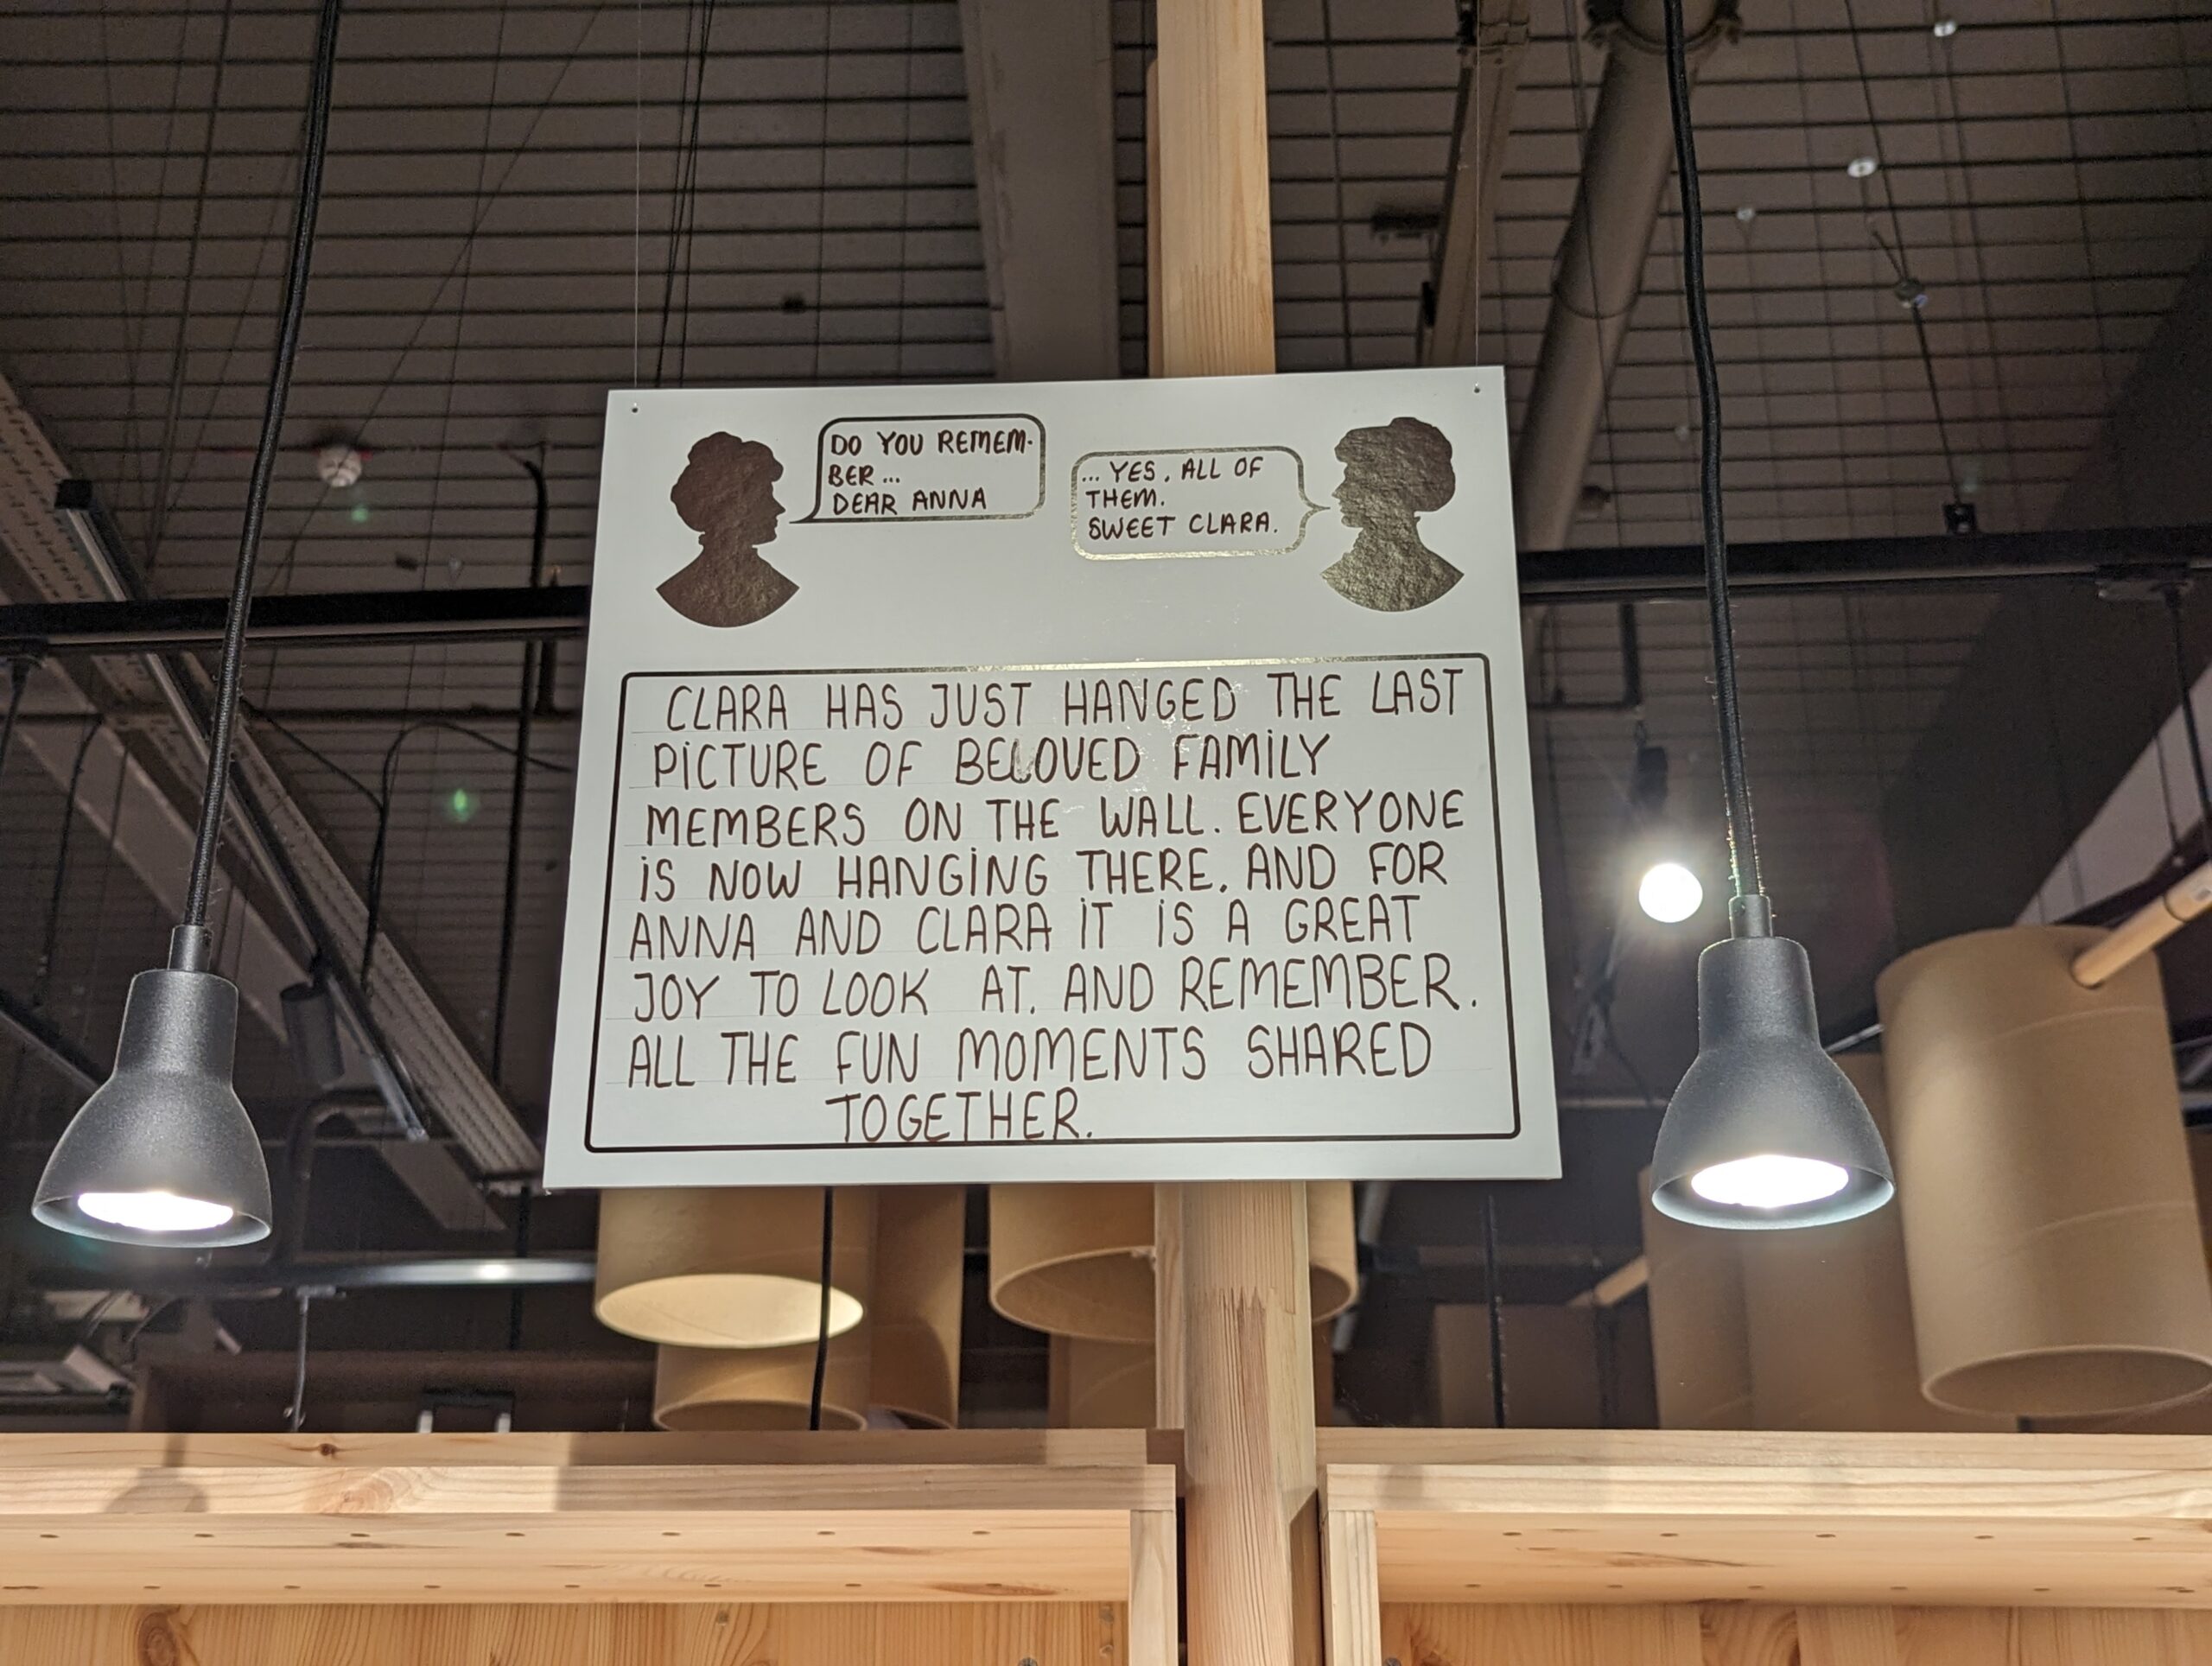 DO YOU REMEM-
BER ...
DEAR ANNA
... YES, ALL OF
THEM.
SWEET CLARA.
CLARA HAS JUST HANGED THE LAST
PICTURE OF BELOVED FAMILY
MEMBERS ON THE WALL. EVERYONE
IS NOW HANGING THERE. AND FOR
ANNA AND CLARA IT IS A GREAT
JOY TO LOOK AT. AND REMEMBER.
ALL THE FUN MOMENTS SHARED
TOGETHER.